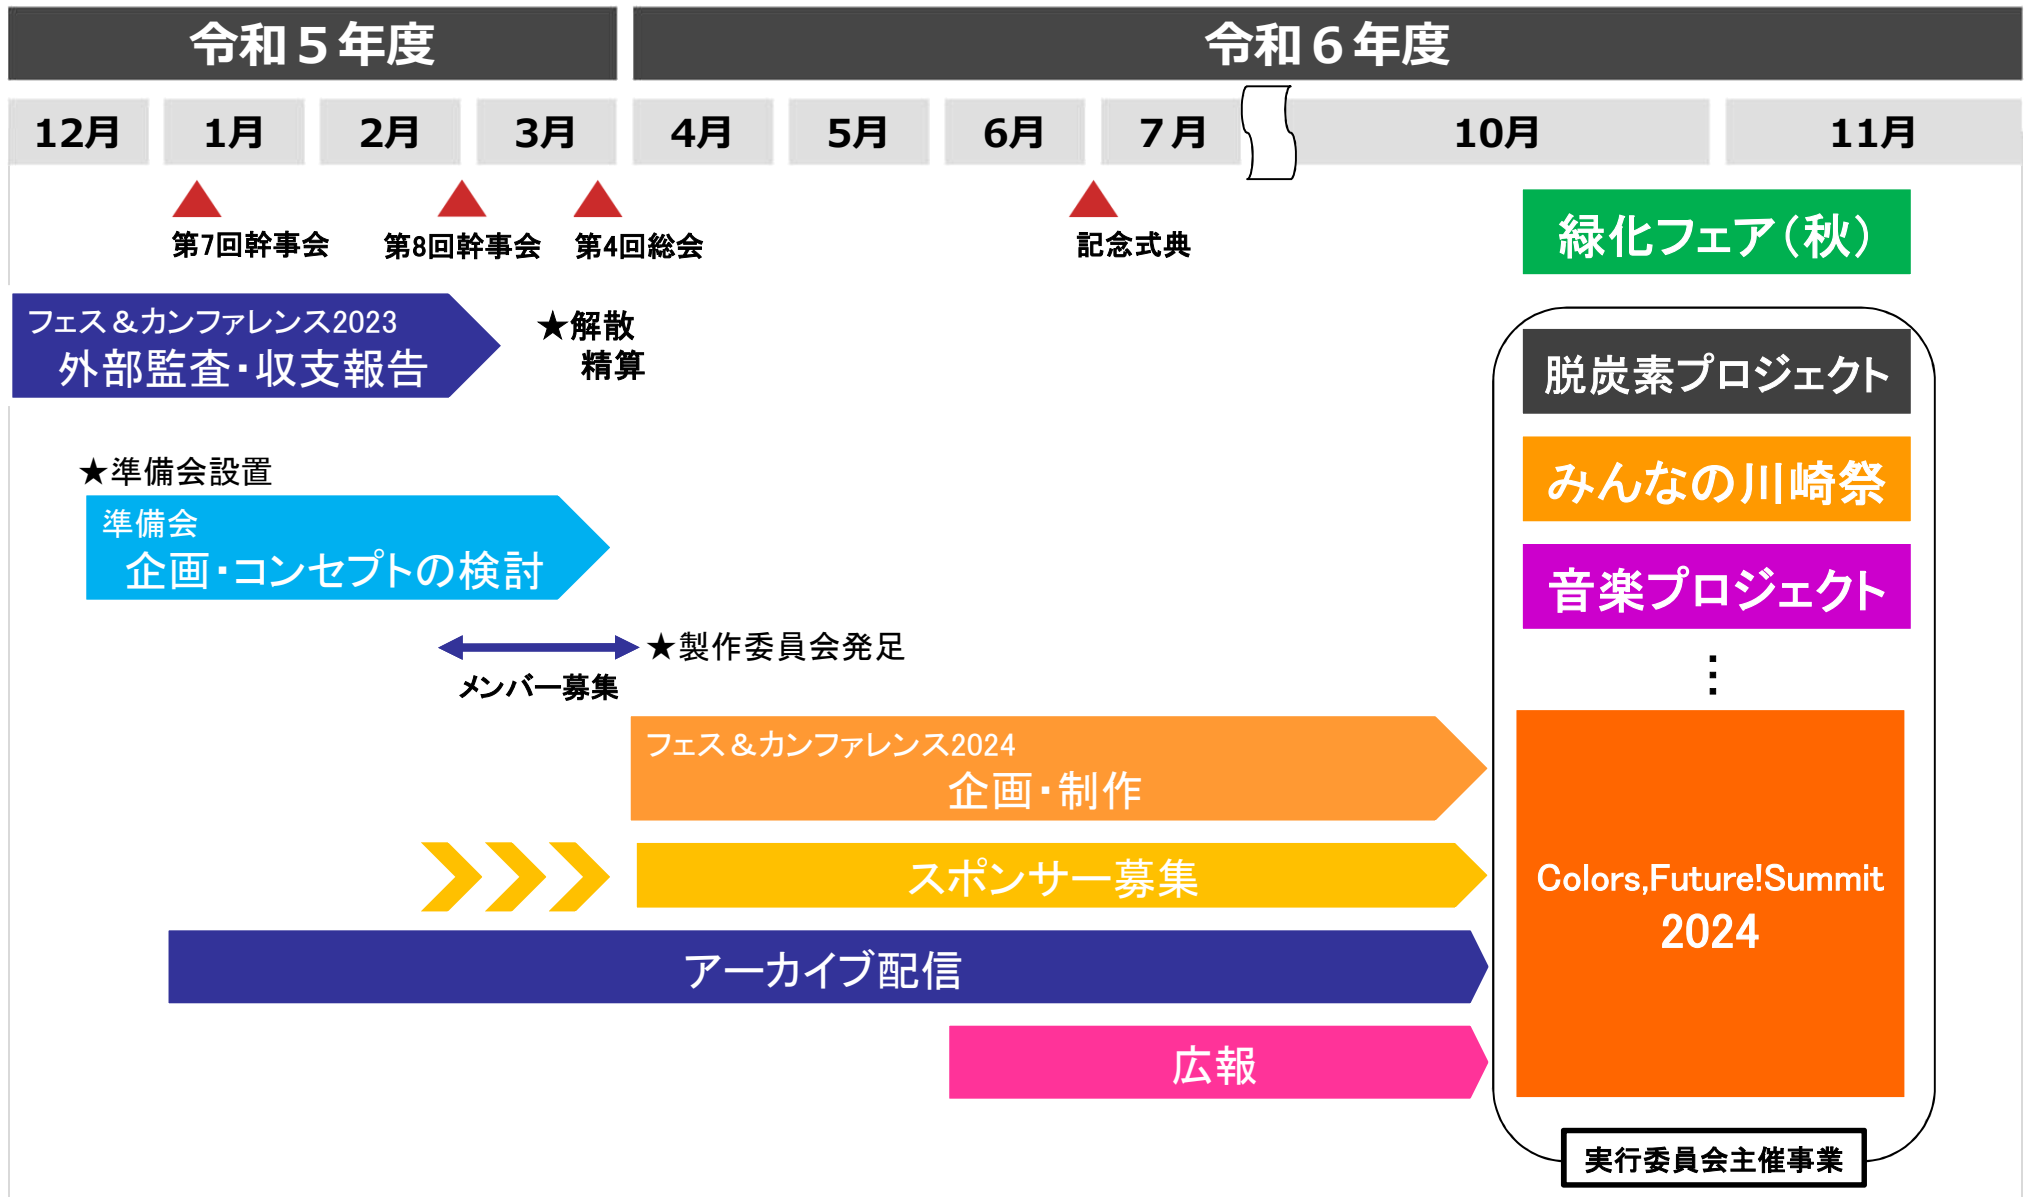 令和５年度
令和６年度
12月
1月
2月
3月
4月
5月
6月
７月
10月
11月
第7回幹事会
第8回幹事会
第4回総会
記念式典
緑化フェア（秋）
フェス＆カンファレンス2023
外部監査・収支報告
★解散
精算
脱炭素プロジェクト
みんなの川崎祭
音楽プロジェクト
⋮
★準備会設置
準備会
企画・コンセプトの検討
★製作委員会発足
メンバー募集
フェス＆カンファレンス2024
企画・制作
スポンサー募集
アーカイブ配信
広報
Colors,Future!Summit
2024
実行委員会主催事業